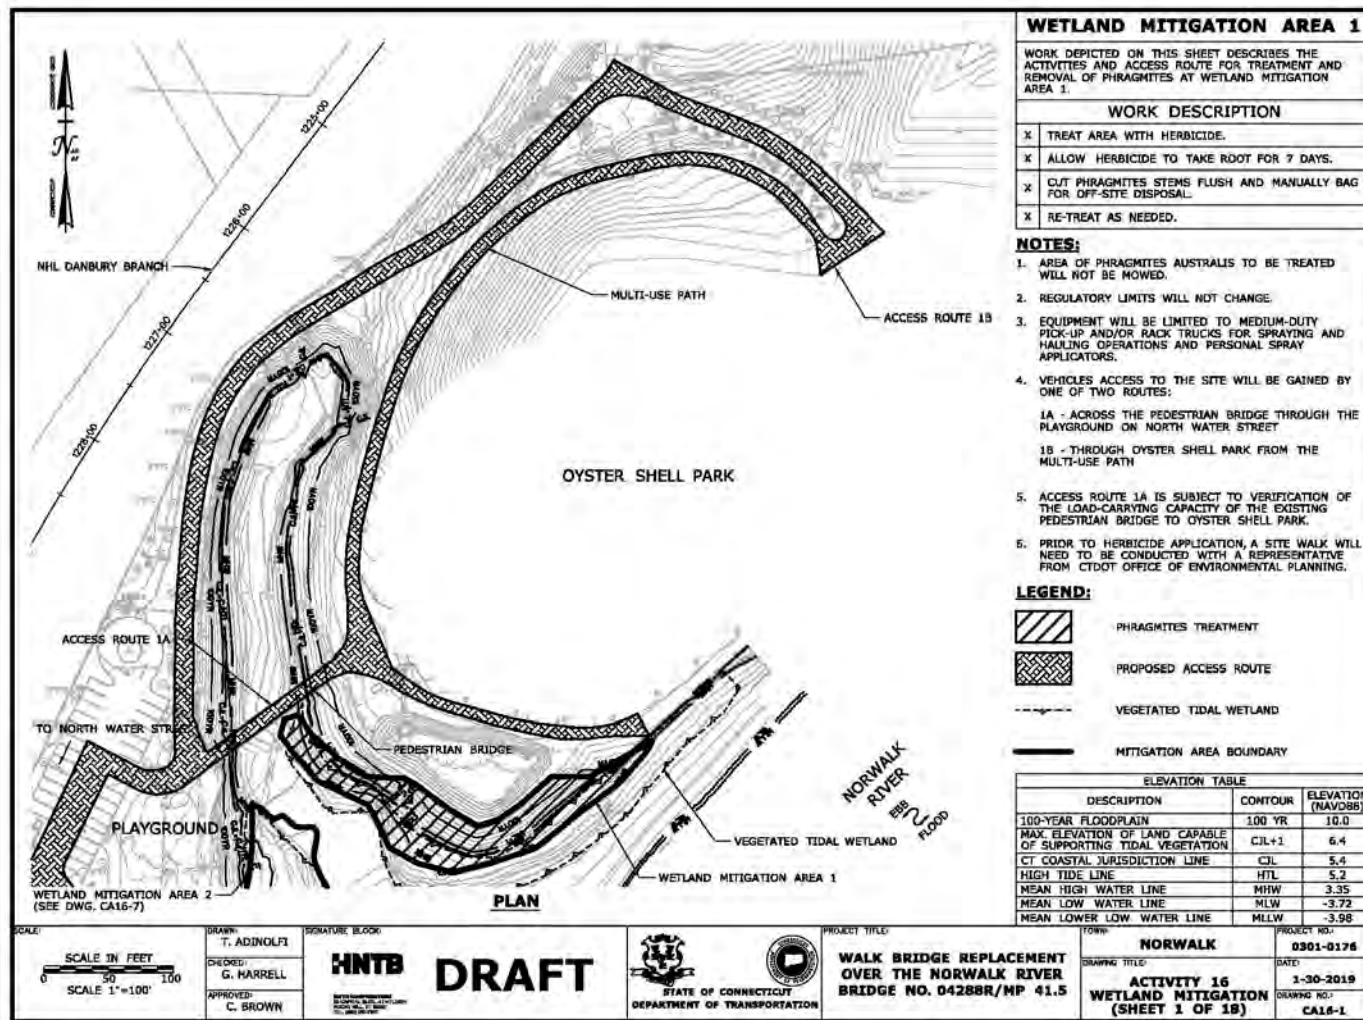 WETLAND MITIGATION AREA 1
WORK DEPICTED ON THIS SHEET DESCRIBES THE
ACTIVITIES AND ACCESS ROUTE FOR TREATMENT AND
REMOVAL OF PHRAGMITES AT WETLAND MITIGATION
AREA 1.
WORK DESCRIPTION
X TREAT AREA WITH HERBICIDE.
X ALLOW HERBICIDE TO TAKE ROOT FOR 7 DAYS.
X CUT PHRAGMITES STEMS FLUSH AND MANUALLY BAG
FOR OFF-SITE DISPOSAL.
X RE-TREAT AS NEEDED.
NOTES:
1. AREA OF PHRAGMITES AUSTRALIS TO BE TREATED
WILL NOT BE MOWED.
2. REGULATORY LIMITS WILL NOT CHANGE.
3. EQUIPMENT WILL BE LIMITED TO MEDIUM-DUTY
PICK-UP AND/OR RACK TRUCKS FOR SPRAYING AND
HAULING OPERATIONS AND PERSONAL SPRAY
APPLICATORS.
4. VEHICLES ACCESS TO THE SITE WILL BE GAINED BY
ONE OF TWO ROUTES:
1A - ACROSS THE PEDESTRIAN BRIDGE THROUGH THE
PLAYGROUND ON NORTH WATER STREET
1B - THROUGH OYSTER SHELL PARK FROM THE
MULTI-USE PATH
5. ACCESS ROUTE 1A IS SUBJECT TO VERIFICATION OF
THE LOAD-CARRYING CAPACITY OF THE EXISTING
PEDESTRIAN BRIDGE TO OYSTER SHELL PARK.
6. PRIOR TO HERBICIDE APPLICATION, A SITE WALK WILL
NEED TO BE CONDUCTED WITH A REPRESENTATIVE
FROM CTDOT OFFICE OF ENVIRONMENTAL PLANNING.
LEGEND:
PHRAGMITES TREATMENT
PROPOSED ACCESS ROUTE
VEGETATED TIDAL WETLAND
MITIGATION AREA BOUNDARY
ELEVATION TABLE
DESCRIPTION CONTOUR ELEVATION (NAVD88)
100-YEAR FLOODPLAIN 100 YR 10.0
MAX. ELEVATION OF LAND CAPABLE
OF SUPPORTING TIDAL VEGETATION CJL+1 6.4
CT COASTAL JURISDICTION LINE CJL 5.4
HIGH TIDE LINE HTL 5.2
MEAN HIGH WATER LINE MHW 3.35
MEAN LOW WATER LINE MLW -3.72
MEAN LOWER LOW WATER LINE MLLW -3.98
N
1225+00
1226+00
1227+00
1228+00
NHL DANBURY BRANCH
MULTI-USE PATH
ACCESS ROUTE 1B
OYSTER SHELL PARK
ACCESS ROUTE 1A
TO NORTH WATER STREET
PEDESTRIAN BRIDGE
NORWALK
RIVER
EBB
FLOOD
PLAYGROUND
VEGETATED TIDAL WETLAND
WETLAND MITIGATION AREA 1
WETLAND MITIGATION AREA 2
(SEE DWG. CA16-7)
PLAN
SCALE:
SCALE IN FEET
0 50 100
SCALE 1"=100'
DRAWN:
T. ADINOLFI
CHECKED:
G. HARRELL
APPROVED:
C. BROWN
SIGNATURE BLOCK:
HNTB
DRAFT
STATE OF CONNECTICUT
DEPARTMENT OF TRANSPORTATION
PROJECT TITLE:
WALK BRIDGE REPLACEMENT
OVER THE NORWALK RIVER
BRIDGE NO. 04288R/MP 41.5
TOWN:
NORWALK
DRAWING TITLE:
ACTIVITY 16
WETLAND MITIGATION
(SHEET 1 OF 18)
PROJECT NO.:
0301-0176
DATE:
1-30-2019
DRAWING NO.:
CA16-1